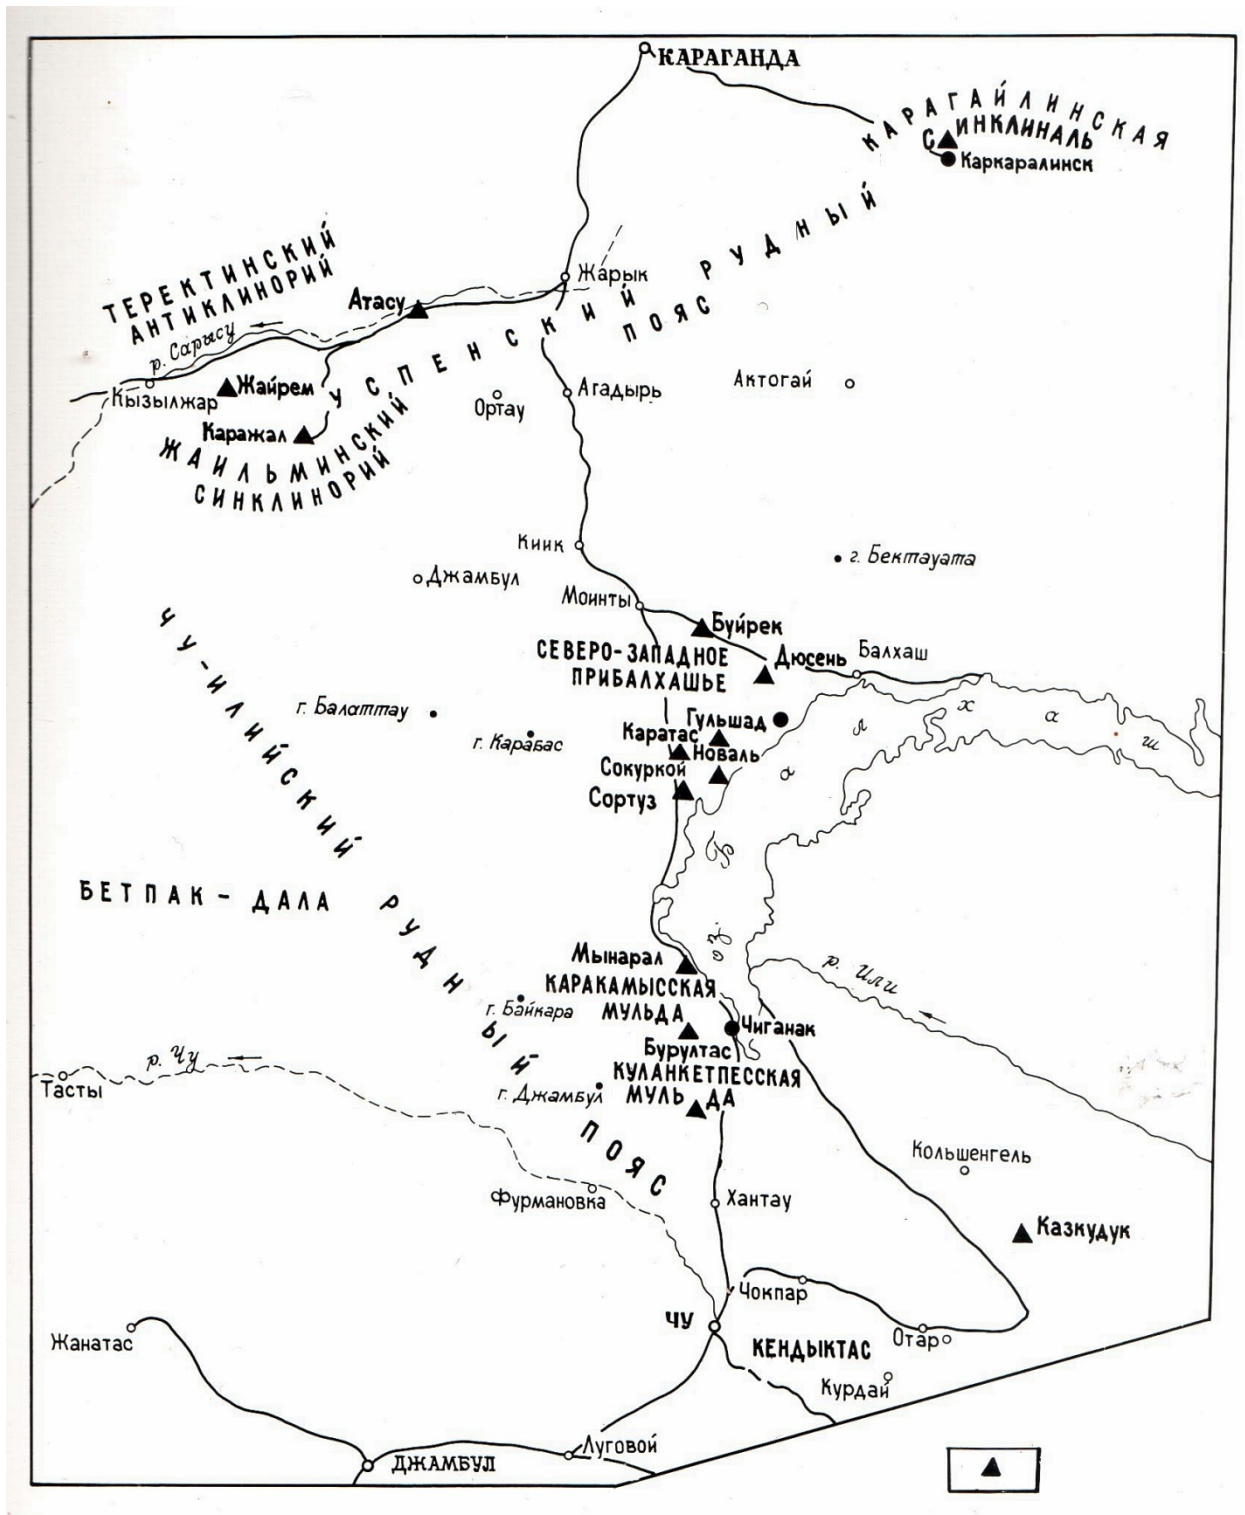 КАРАГАНДА
КАРАГАЙЛИНСКАЯ
СИНКЛИНАЛЬ
Каркаралинск
УСПЕНСКИЙ РУДНЫЙ
ПОЯС
ТЕРЕКТИНСКИЙ
АНТИКЛИНОРИЙ
Жарык
Атасу
р. Сарысу
Кызылжар
Жайрем
Каражал
ЖАИЛЬМИНСКИЙ
СИНКЛИНОРИЙ
Ортау
Агадырь
Актогай
Киик
г. Бектауата
Джамбул
Моинты
Буйрек
СЕВЕРО-ЗАПАДНОЕ
ПРИБАЛХАШЬЕ
Дюсень
Балхаш
ЧУ-ИЛИЙСКИЙ РУДНЫЙ ПОЯС
г. Балаттау
г. Карабас
Гульшад
Каратас
Новаль
Сокуркой
Сортуз
оз. Балхаш
БЕТПАК-ДАЛА
Мынарал
КАРАКАМЫССКАЯ
МУЛЬДА
р. Или
г. Байкара
Чиганак
Бурултас
КУЛАНКЕТПЕССКАЯ
МУЛЬДА
р. Чу
Тасты
г. Джамбул
Кольшенгель
Фурмановка
Хантау
Казкудук
Чокпар
ЧУ
Отар
Жанатас
КЕНДЫКТАС
Курдай
Луговой
ДЖАМБУЛ